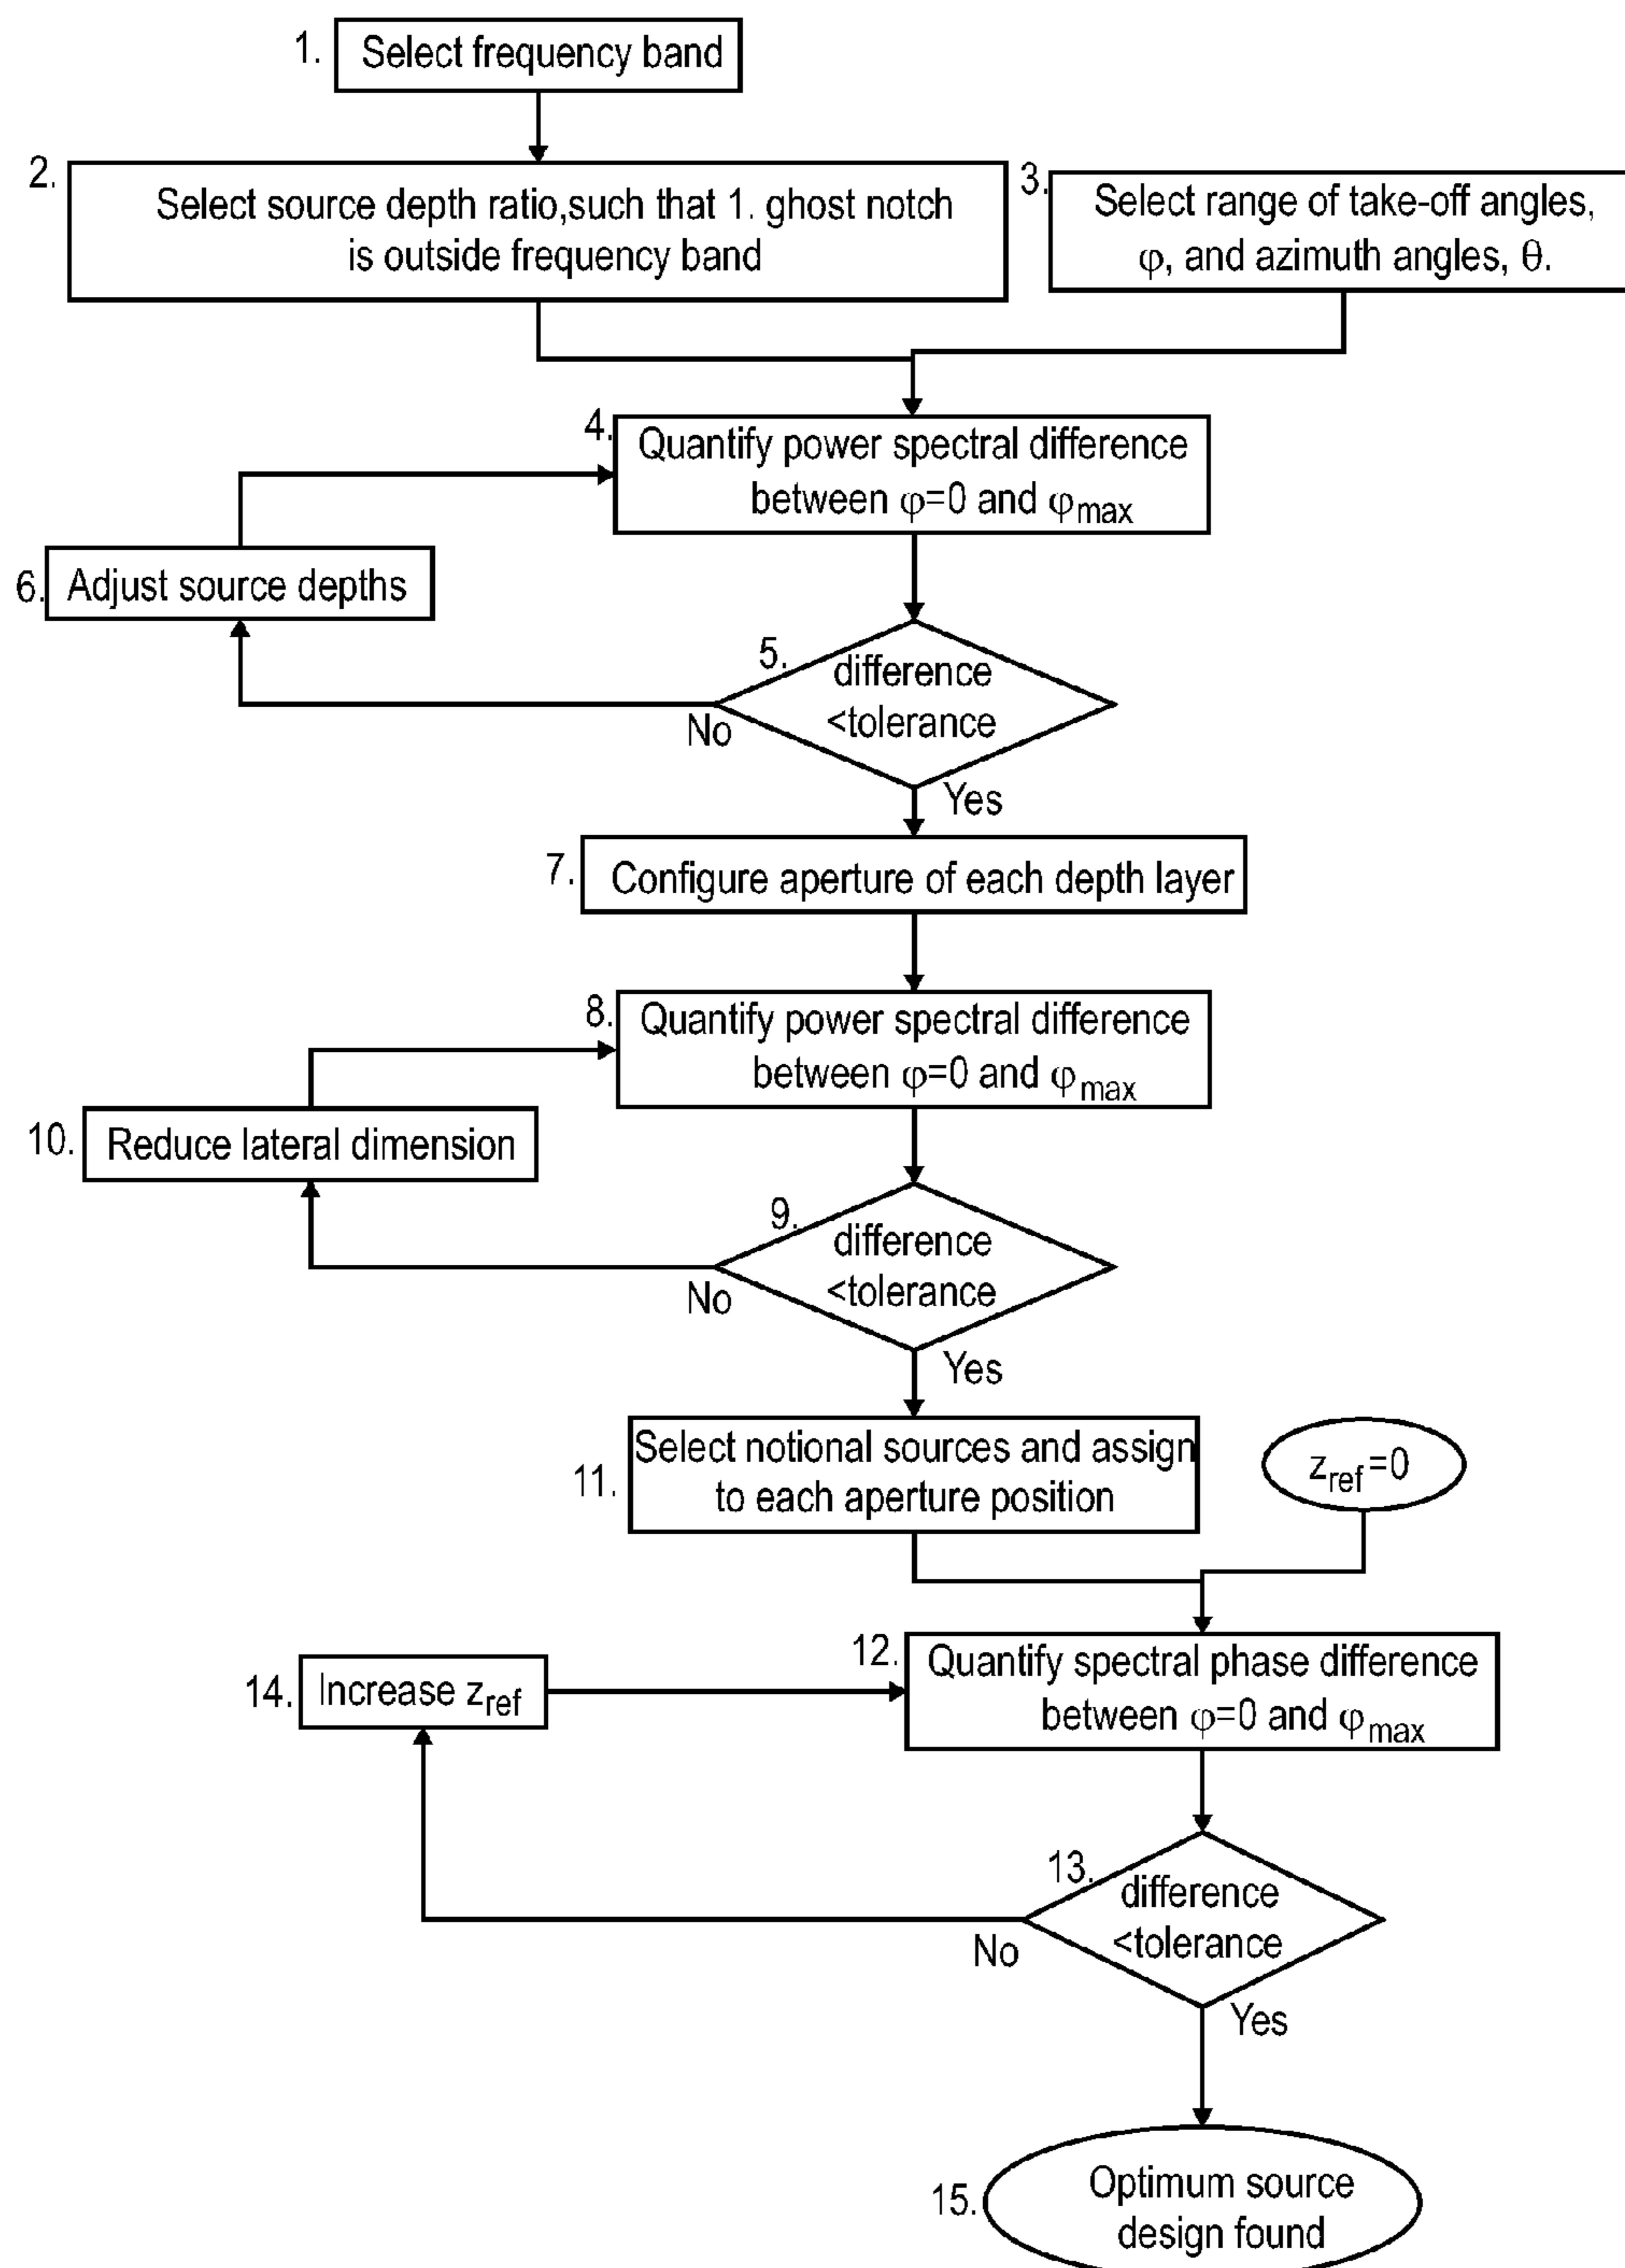 1.
Select frequency band
2.
Select source depth ratio,such that 1. ghost notch
is outside frequency band
3.
Select range of take-off angles,
φ, and azimuth angles, θ.
4.
Quantify power spectral difference
between φ=0 and φmax
6.
Adjust source depths
5.
difference
<tolerance
No
Yes
7.
Configure aperture of each depth layer
8.
Quantify power spectral difference
between φ=0 and φmax
10.
Reduce lateral dimension
9.
difference
<tolerance
No
Yes
11.
Select notional sources and assign
to each aperture position
zref=0
12.
Quantify spectral phase difference
between φ=0 and φmax
14.
Increase zref
13.
difference
<tolerance
No
Yes
15.
Optimum source
design found